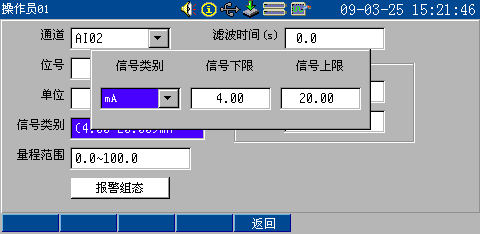 操作员01 09-03-25 15:21:46
通道 AI02 滤波时间(s) 0.0
位号 信号类别 信号下限 信号上限
单位 mA 4.00 20.00
信号类别
量程范围 0.0~100.0
报警组态
返回